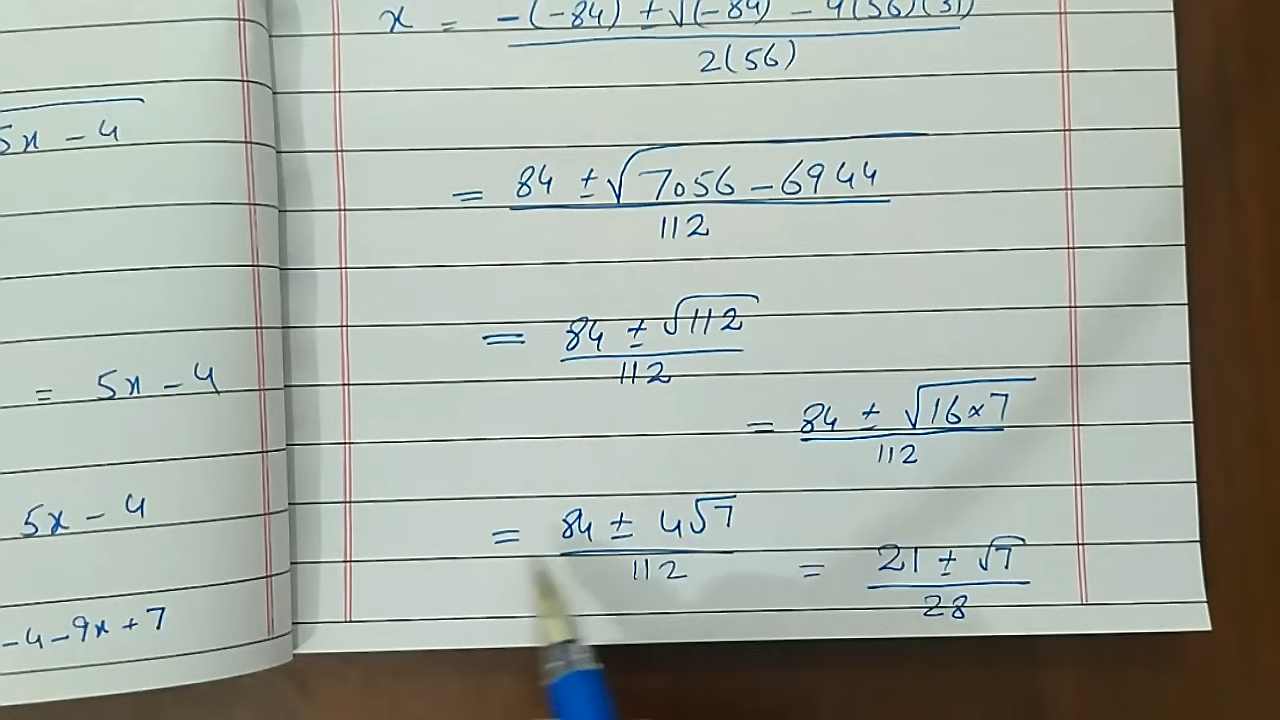 5x - 4
= 5x - 4
5x - 4
-4 - 9x + 7
x = -(-84) ± √(-84) - 4(56)(31)
2(56)
= 84 ± √7056 - 6944
112
= 84 ± √112
112
= 84 ± √16×7
112
= 84 ± 4√7
112
= 21 ± √7
28